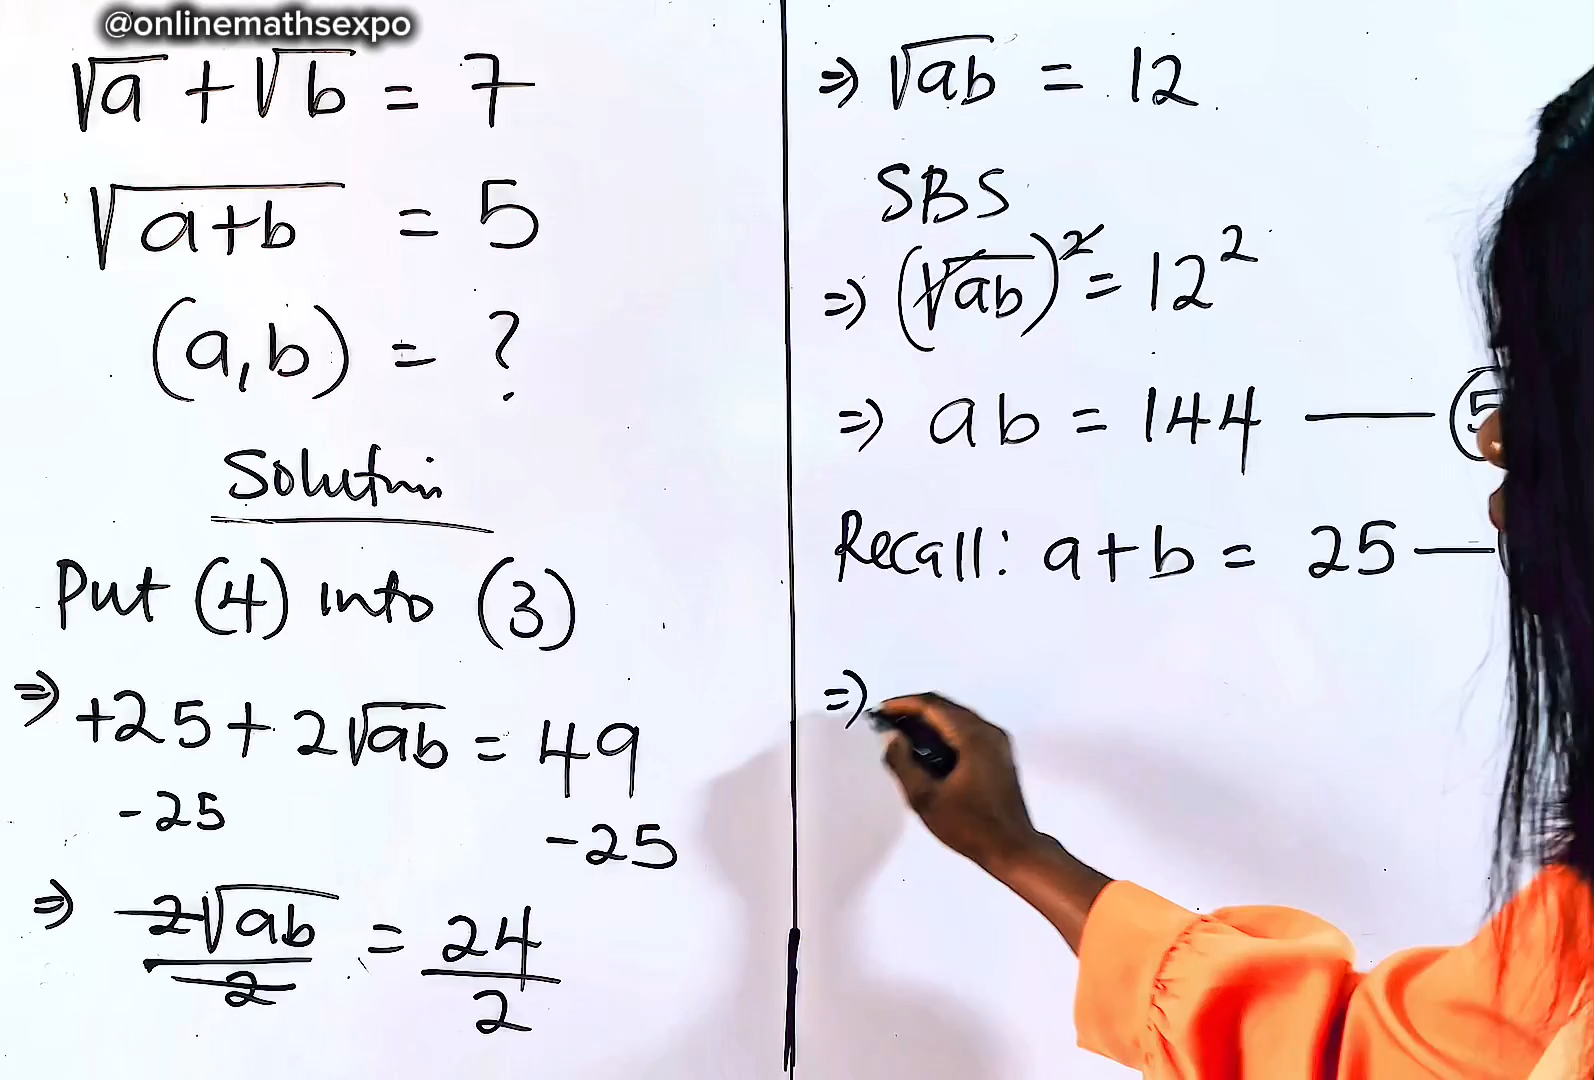 @onlinemathsexpo
√a + √b = 7
√(a+b) = 5
(a,b) = ?
Solution
Put (4) into (3)
⇒ +25 + 2√ab = 49
-25 -25
⇒ 2√ab/2 = 24/2
⇒ √ab = 12
SBS
⇒ (√ab)² = 12²
⇒ ab = 144 — (5
Recall: a+b = 25 —
⇒